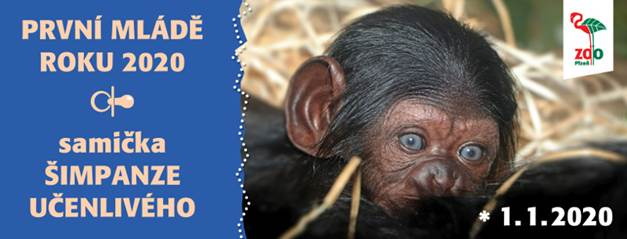 PRVNÍ MLÁDĚ
ROKU 2020
samička
ŠIMPANZE
UČENLIVÉHO
ZOO
Plzeň
* 1.1.2020